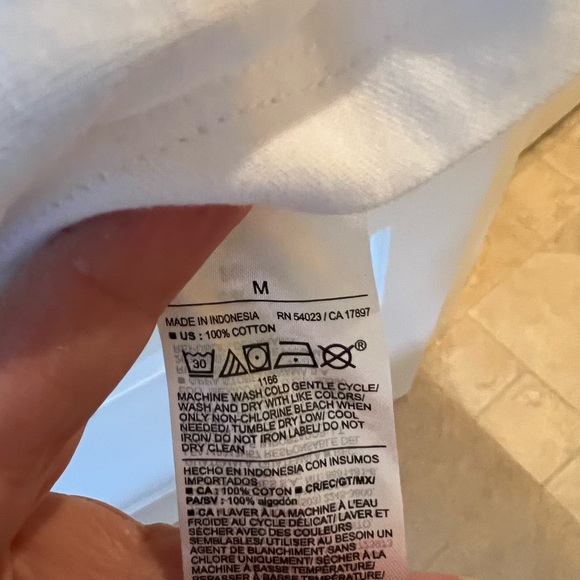 M
MADE IN INDONESIA RN 54023 / CA 17897
■ US : 100% COTTON
30 ®
1166
MACHINE WASH COLD GENTLE CYCLE/
WASH AND DRY WITH LIKE COLORS/
ONLY NON-CHLORINE BLEACH WHEN
NEEDED/ TUMBLE DRY LOW/ COOL
IRON/ DO NOT IRON LABEL/ DO NOT
DRY CLEAN
HECHO EN INDONESIA CON INSUMOS
IMPORTADOS
■ CA : 100% COTON ■ CR/EC/GT/MX/
PA/SV : 100% algodón
■ CA : LAVER À LA MACHINE À L'EAU
FROIDE AU CYCLE DÉLICAT/ LAVER ET
SÉCHER AVEC DES COULEURS
SEMBLABLES/ UTILISER AU BESOIN UN
AGENT DE BLANCHIMENT SANS
CHLORE UNIQUEMENT/ SÉCHER À LA
MACHINE À BASSE TEMPÉRATURE/
REPASSER À BASSE TEMPÉRATURE/